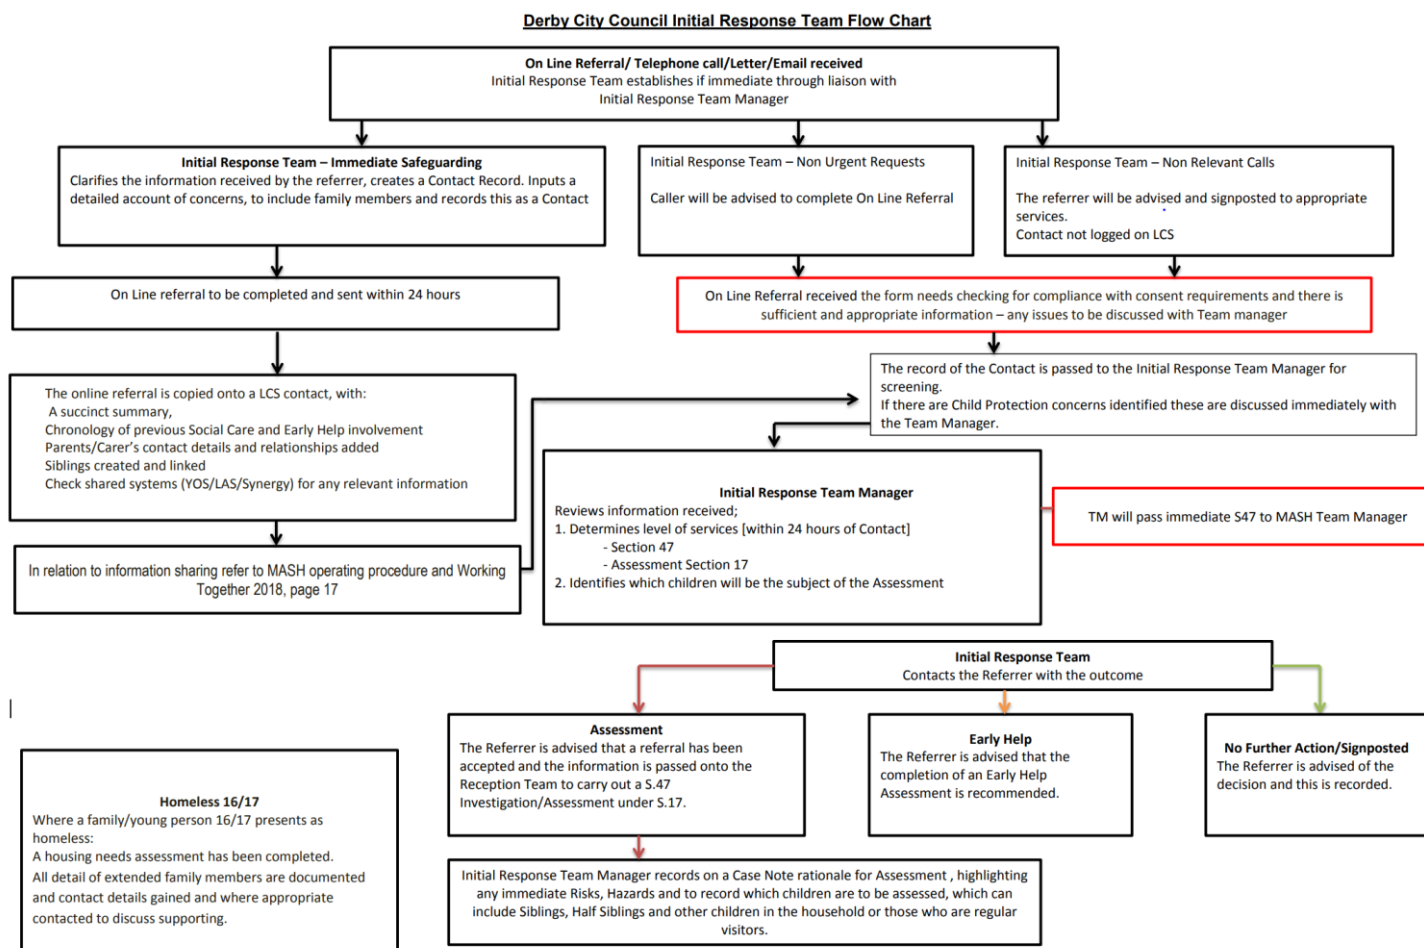 Derby City Council Initial Response Team Flow Chart
On Line Referral/ Telephone call/Letter/Email received
Initial Response Team establishes if immediate through liaison with
Initial Response Team Manager
Initial Response Team – Immediate Safeguarding
Clarifies the information received by the referrer, creates a Contact Record. Inputs a
detailed account of concerns, to include family members and records this as a Contact
Initial Response Team – Non Urgent Requests
Caller will be advised to complete On Line Referral
Initial Response Team – Non Relevant Calls
The referrer will be advised and signposted to appropriate
services.
Contact not logged on LCS
On Line referral to be completed and sent within 24 hours
On Line Referral received the form needs checking for compliance with consent requirements and there is
sufficient and appropriate information – any issues to be discussed with Team manager
The online referral is copied onto a LCS contact, with:
A succinct summary,
Chronology of previous Social Care and Early Help involvement
Parents/Carer's contact details and relationships added
Siblings created and linked
Check shared systems (YOS/LAS/Synergy) for any relevant information
The record of the Contact is passed to the Initial Response Team Manager for
screening.
If there are Child Protection concerns identified these are discussed immediately with
the Team Manager.
In relation to information sharing refer to MASH operating procedure and Working
Together 2018, page 17
Initial Response Team Manager
Reviews information received;
1. Determines level of services [within 24 hours of Contact]
- Section 47
- Assessment Section 17
2. Identifies which children will be the subject of the Assessment
TM will pass immediate S47 to MASH Team Manager
Initial Response Team
Contacts the Referrer with the outcome
Assessment
The Referrer is advised that a referral has been
accepted and the information is passed onto the
Reception Team to carry out a S.47
Investigation/Assessment under S.17.
Early Help
The Referrer is advised that the
completion of an Early Help
Assessment is recommended.
No Further Action/Signposted
The Referrer is advised of the
decision and this is recorded.
Homeless 16/17
Where a family/young person 16/17 presents as
homeless:
A housing needs assessment has been completed.
All detail of extended family members are documented
and contact details gained and where appropriate
contacted to discuss supporting.
Initial Response Team Manager records on a Case Note rationale for Assessment , highlighting
any immediate Risks, Hazards and to record which children are to be assessed, which can
include Siblings, Half Siblings and other children in the household or those who are regular
visitors.